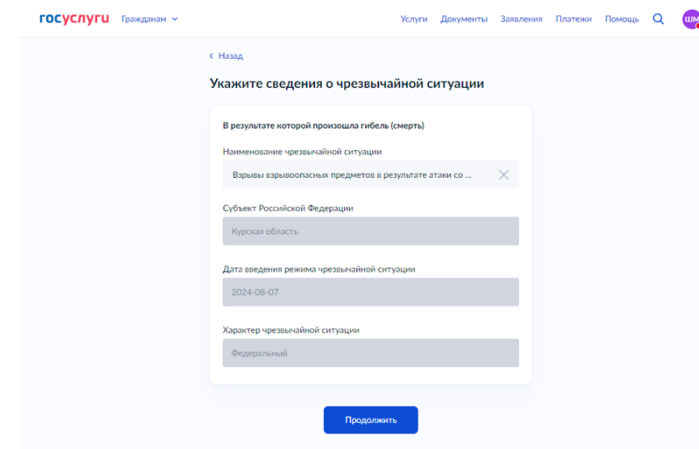 госуслуги Гражданам Услуги Документы Заявления Платежи Помощь ШМ
Назад
Укажите сведения о чрезвычайной ситуации
В результате которой произошла гибель (смерть)
Наименование чрезвычайной ситуации
Взрывы взрывоопасных предметов в результате атаки со ...
Субъект Российской Федерации
Курская область
Дата введения режима чрезвычайной ситуации
2024-08-07
Характер чрезвычайной ситуации
Федеральный
Продолжить